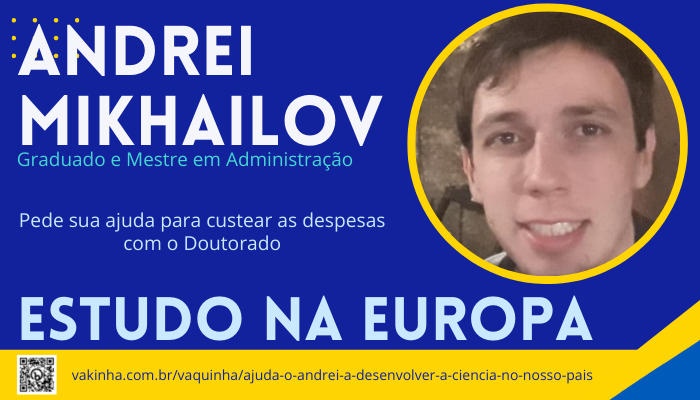 ANDREI
MIKHAILOV
Graduado e Mestre em Administração
Pede sua ajuda para custear as despesas
com o Doutorado
ESTUDO NA EUROPA
vakinha.com.br/vaquinha/ajuda-o-andrei-a-desenvolver-a-ciencia-no-nosso-pais